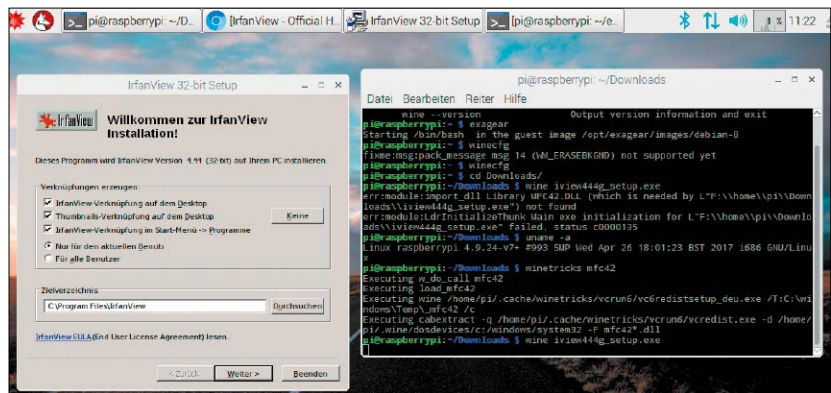 pi@raspberrypi: ~/D...
[IrfanView - Official H...
IrfanView 32-bit Setup
[pi@raspberrypi: ~/e...
1 %
11:22
IrfanView 32-bit Setup
IrfanView
Willkommen zur IrfanView
Installation!
Dieses Programm wird IrfanView Version 4.44 (32-bit) auf Ihrem PC installieren.
Verknüpfungen erzeugen:
IrfanView-Verknüpfung auf dem Desktop
Thumbnails-Verknüpfung auf dem Desktop
IrfanView-Verknüpfung im Start-Menü -> Programme
Keine
Nur für den aktuellen Benutz
Für alle Benutzer
Zielverzeichnis
C:\Program Files\IrfanView
Durchsuchen
IrfanView EULA (End User License Agreement) lesen.
< Zurück
Weiter >
Beenden
pi@raspberrypi: ~/Downloads
Datei Bearbeiten Reiter Hilfe
wine --version Output version information and exit
pi@raspberrypi:~ $ exagear
Starting /bin/bash in the guest image /opt/exagear/images/debian-8
pi@raspberrypi:~ $ winecfg
fixme:msg:pack_message msg 14 (WM_ERASEBKGND) not supported yet
pi@raspberrypi:~ $ cd Downloads/
pi@raspberrypi:~/Downloads $ wine iview444g_setup.exe
err:module:import_dll Library MFC42.DLL (which is needed by L"F:\\home\\pi\\Down
loads\\iview444g_setup.exe") not found
err:module:LdrInitializeThunk Main exe initialization for L"F:\\home\\pi\\Downlo
ads\\iview444g_setup.exe" failed, status c0000135
pi@raspberrypi:~/Downloads $ uname -a
Linux raspberrypi 4.9.24-v7+ #993 SMP Wed Apr 26 18:01:23 BST 2017 i686 GNU/Linu
x
pi@raspberrypi:~/Downloads $ winetricks mfc42
Executing w_do_call mfc42
Executing load_mfc42
Executing wine /home/pi/.cache/winetricks/vcrun6/vc6redistsetup_deu.exe /T:C:\wi
ndows\Temp\_mfc42 /c
Executing cabextract -q /home/pi/.cache/winetricks/vcrun6/vcredist.exe -d /home/
pi/.wine/dosdevices/c:/windows/system32 -F mfc42*.dll
pi@raspberrypi:~/Downloads $ wine iview444g_setup.exe